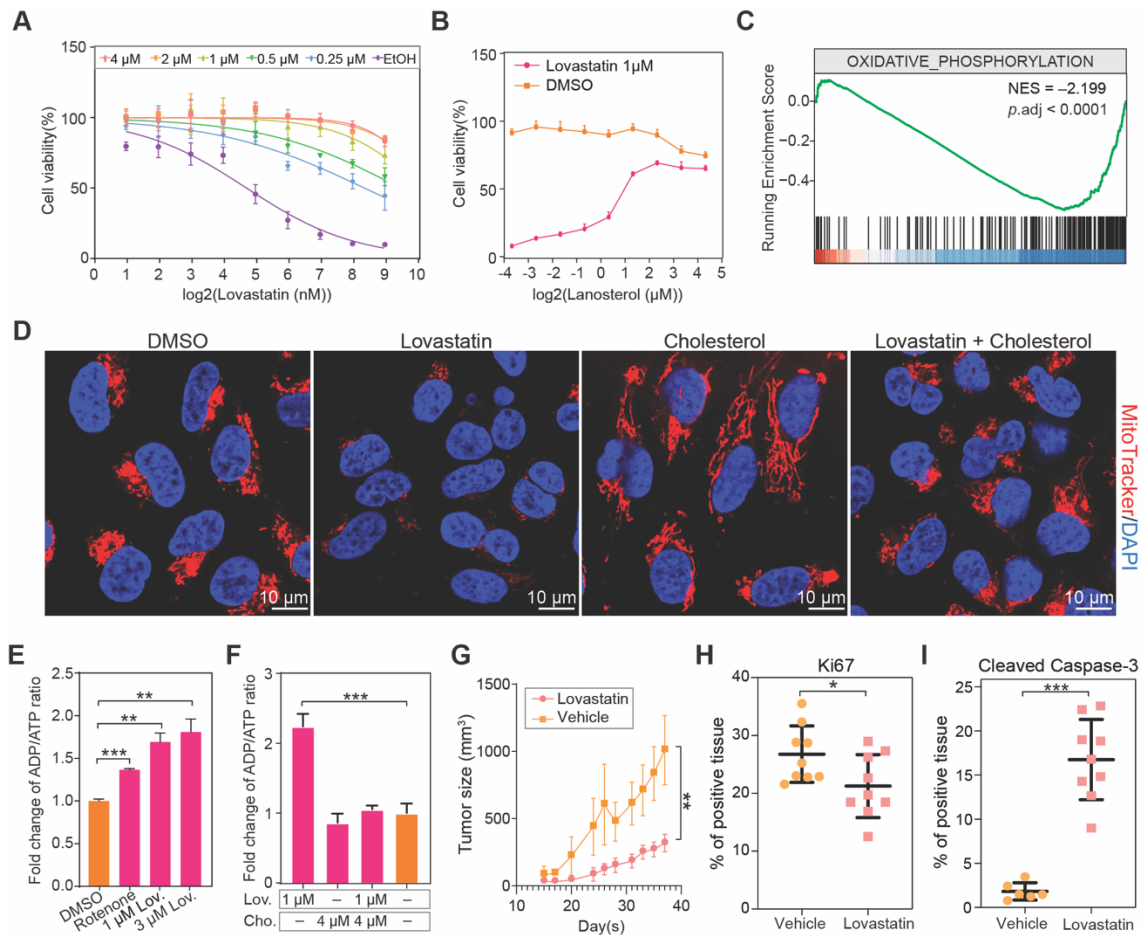 A
150
100
50
0
Cell viability(%)
4 μM 2 μM 1 μM 0.5 μM 0.25 μM EtOH
0 1 2 3 4 5 6 7 8 9 10
log2(Lovastatin (nM))
B
150
100
50
0
Cell viability(%)
Lovastatin 1μM
DMSO
-4 -3 -2 -1 0 1 2 3 4 5
log2(Lanosterol (μM))
C
OXIDATIVE_PHOSPHORYLATION
NES = –2.199
p.adj < 0.0001
0.0
−0.2
−0.4
Running Enrichment Score
D
DMSO
Lovastatin
Cholesterol
Lovastatin + Cholesterol
10 μm
10 μm
10 μm
10 μm
MitoTracker/DAPI
E
Fold change of ADP/ATP ratio
2.5
2.0
1.5
1.0
0.5
0.0
**
**
***
DMSO
Rotenone
1 μM Lov.
3 μM Lov.
F
Fold change of ADP/ATP ratio
3
2
1
0
***
Lov. 1 μM – 1 μM –
Cho. – 4 μM 4 μM –
G
Tumor size (mm³)
1500
1000
500
0
Lovastatin
Vehicle
**
10 20 30 40
Day(s)
H
Ki67
*
% of positive tissue
40
30
20
10
0
Vehicle Lovastatin
I
Cleaved Caspase-3
***
% of positive tissue
25
20
15
10
5
0
Vehicle Lovastatin